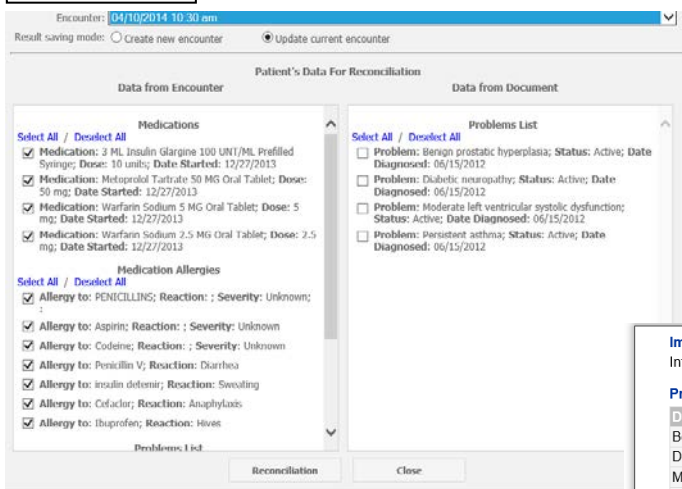 Encounter: 04/10/2014 10:30 am
Result saving mode: Create new encounter Update current encounter
Patient's Data For Reconciliation
Data from Encounter
Data from Document
Medications
Select All / Deselect All
Medication: 3 ML Insulin Glargine 100 UNT/ML Prefilled
Syringe; Dose: 10 units; Date Started: 12/27/2013
Medication: Metoprolol Tartrate 50 MG Oral Tablet; Dose:
50 mg; Date Started: 12/27/2013
Medication: Warfarin Sodium 5 MG Oral Tablet; Dose: 5
mg; Date Started: 12/27/2013
Medication: Warfarin Sodium 2.5 MG Oral Tablet; Dose: 2.5
mg; Date Started: 12/27/2013
Medication Allergies
Select All / Deselect All
Allergy to: PENICILLINS; Reaction: ; Severity: Unknown;
:
Allergy to: Aspirin; Reaction: ; Severity: Unknown
Allergy to: Codeine; Reaction: ; Severity: Unknown
Allergy to: Penicillin V; Reaction: Diarrhea
Allergy to: insulin detemir; Reaction: Sweating
Allergy to: Cefaclor; Reaction: Anaphylaxis
Allergy to: Ibuprofen; Reaction: Hives
Problems List
Problems List
Select All / Deselect All
Problem: Benign prostatic hyperplasia; Status: Active; Date
Diagnosed: 06/15/2012
Problem: Diabetic neuropathy; Status: Active; Date
Diagnosed: 06/15/2012
Problem: Moderate left ventricular systolic dysfunction;
Status: Active; Date Diagnosed: 06/15/2012
Problem: Persistent asthma; Status: Active; Date
Diagnosed: 06/15/2012
Reconciliation
Close